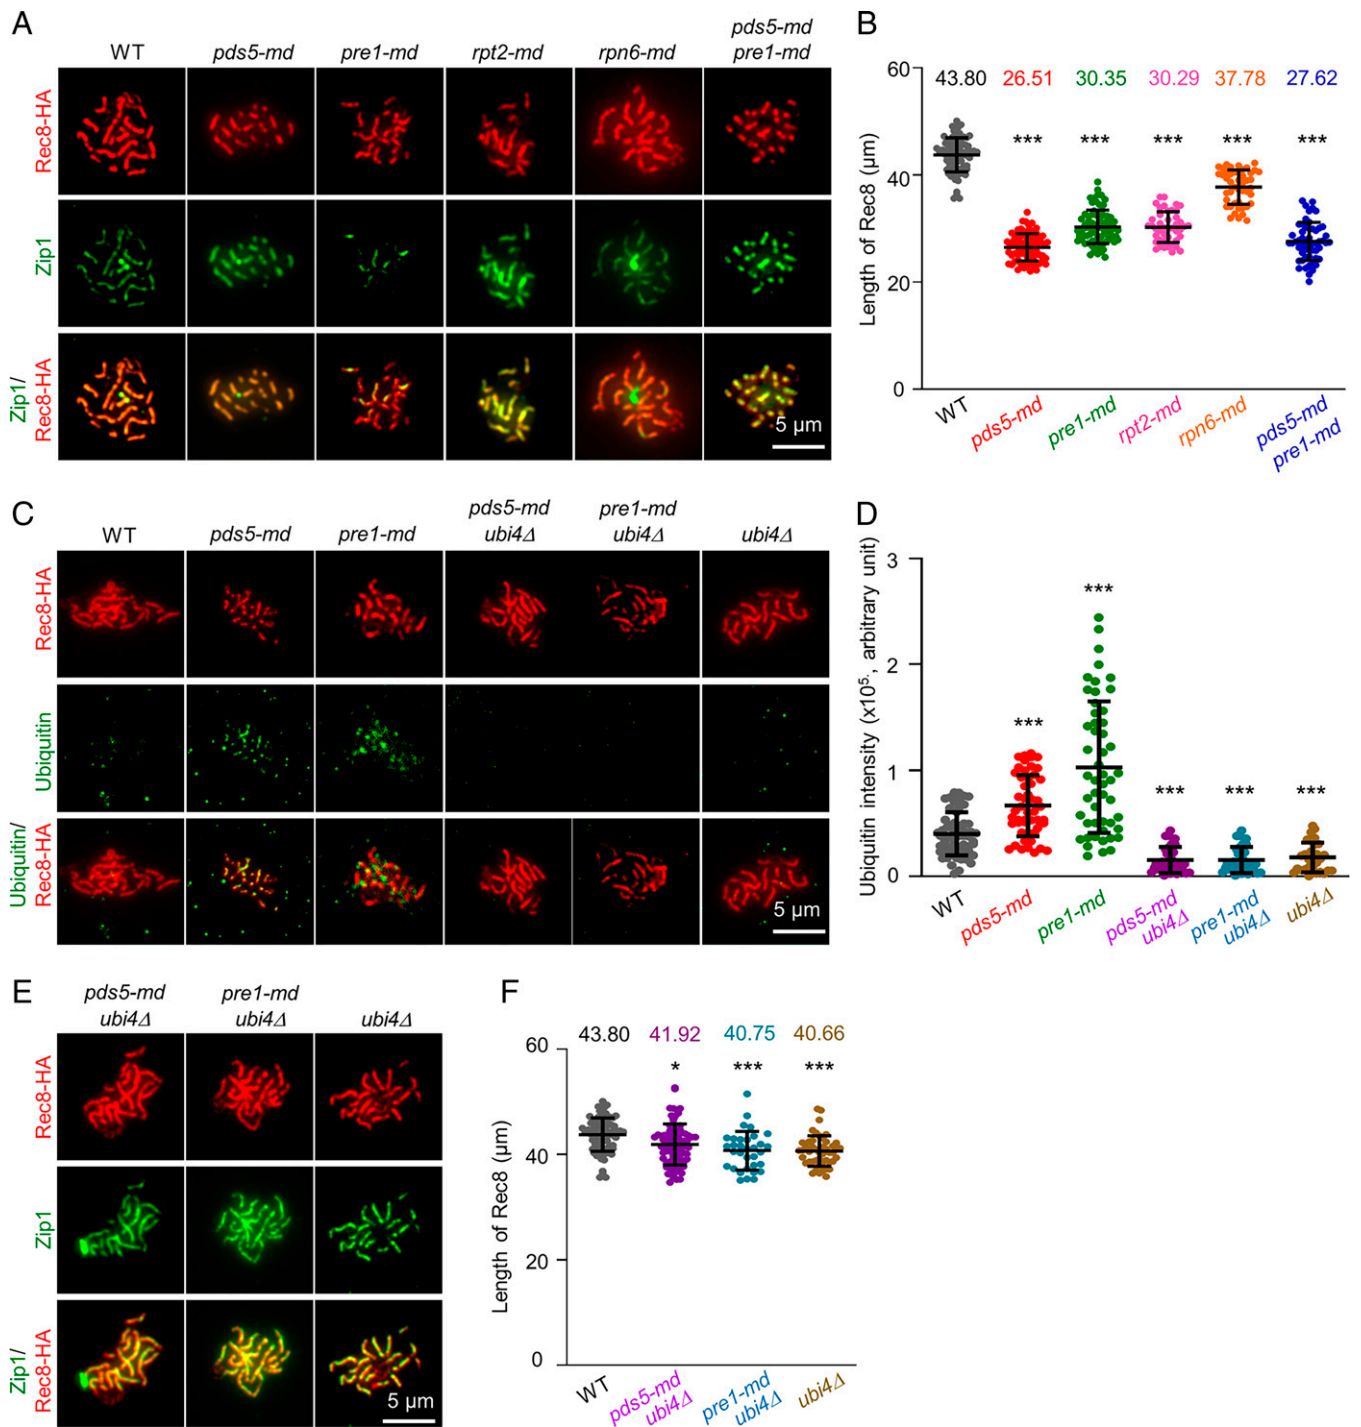 A
WT
pds5-md
pre1-md
rpt2-md
rpn6-md
pds5-md
pre1-md
Rec8-HA
Zip1
Zip1/
Rec8-HA
5 µm
B
60
40
20
0
Length of Rec8 (µm)
43.80 26.51 30.35 30.29 37.78 27.62
*** *** *** *** ***
WT
pds5-md
pre1-md
rpt2-md
rpn6-md
pds5-md
pre1-md
C
WT
pds5-md
pre1-md
pds5-md
ubi4Δ
pre1-md
ubi4Δ
ubi4Δ
Rec8-HA
Ubiquitin
Ubiquitin/
Rec8-HA
5 µm
D
3
2
1
0
Ubiquitin intensity (x10⁵, arbitrary unit)
*** *** *** *** ***
WT
pds5-md
pre1-md
pds5-md
ubi4Δ
pre1-md
ubi4Δ
ubi4Δ
E
pds5-md
ubi4Δ
pre1-md
ubi4Δ
ubi4Δ
Rec8-HA
Zip1
Zip1/
Rec8-HA
5 µm
F
60
40
20
0
Length of Rec8 (µm)
43.80 41.92 40.75 40.66
* *** ***
WT
pds5-md
ubi4Δ
pre1-md
ubi4Δ
ubi4Δ